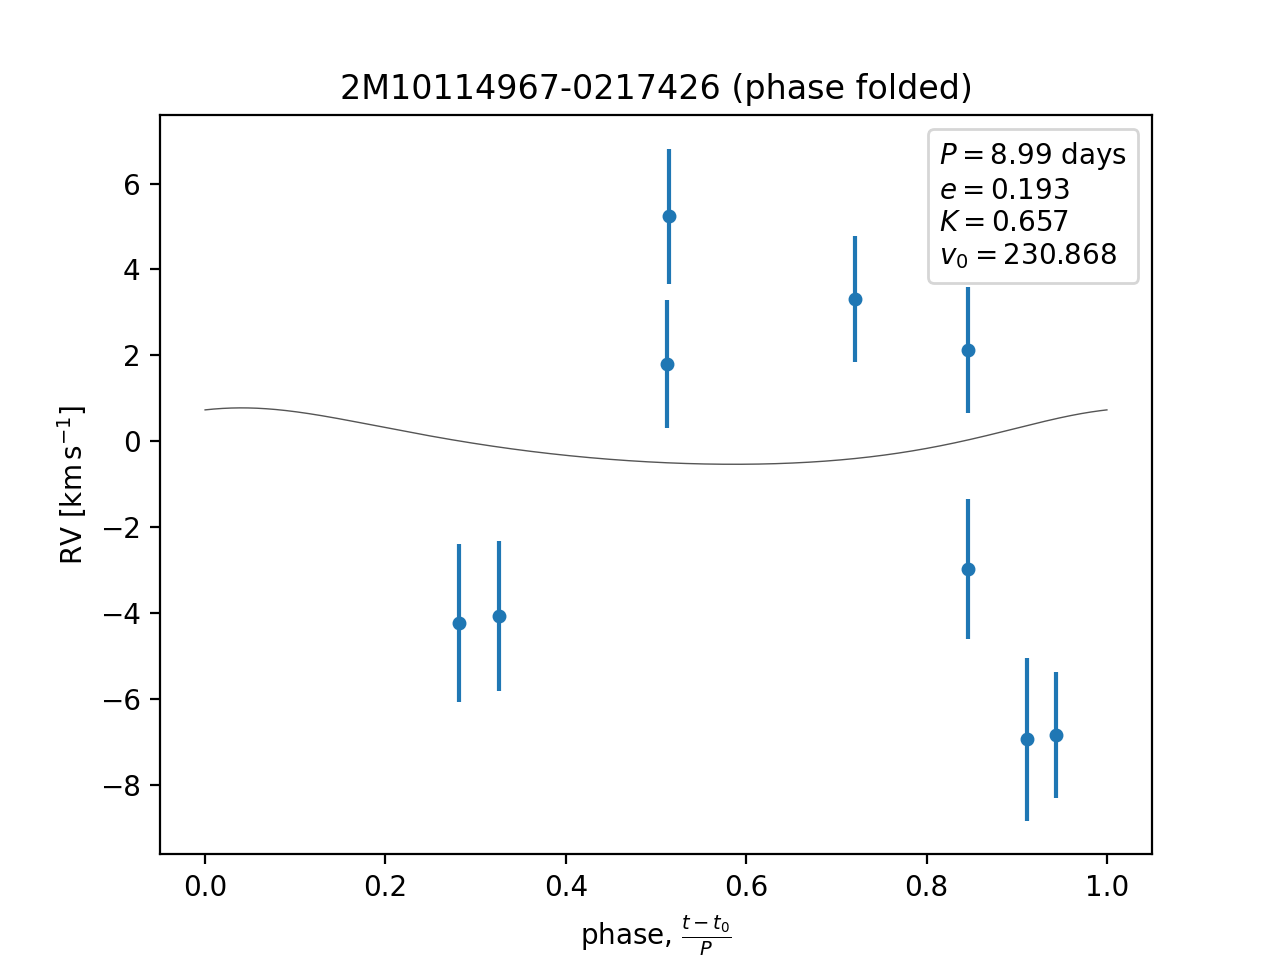 2M10114967-0217426 (phase folded)
P = 8.99 days
e = 0.193
K = 0.657
v₀ = 230.868
6
4
2
0
−2
−4
−6
−8
RV [km s⁻¹]
0.0 0.2 0.4 0.6 0.8 1.0
phase, (t − t₀)/P